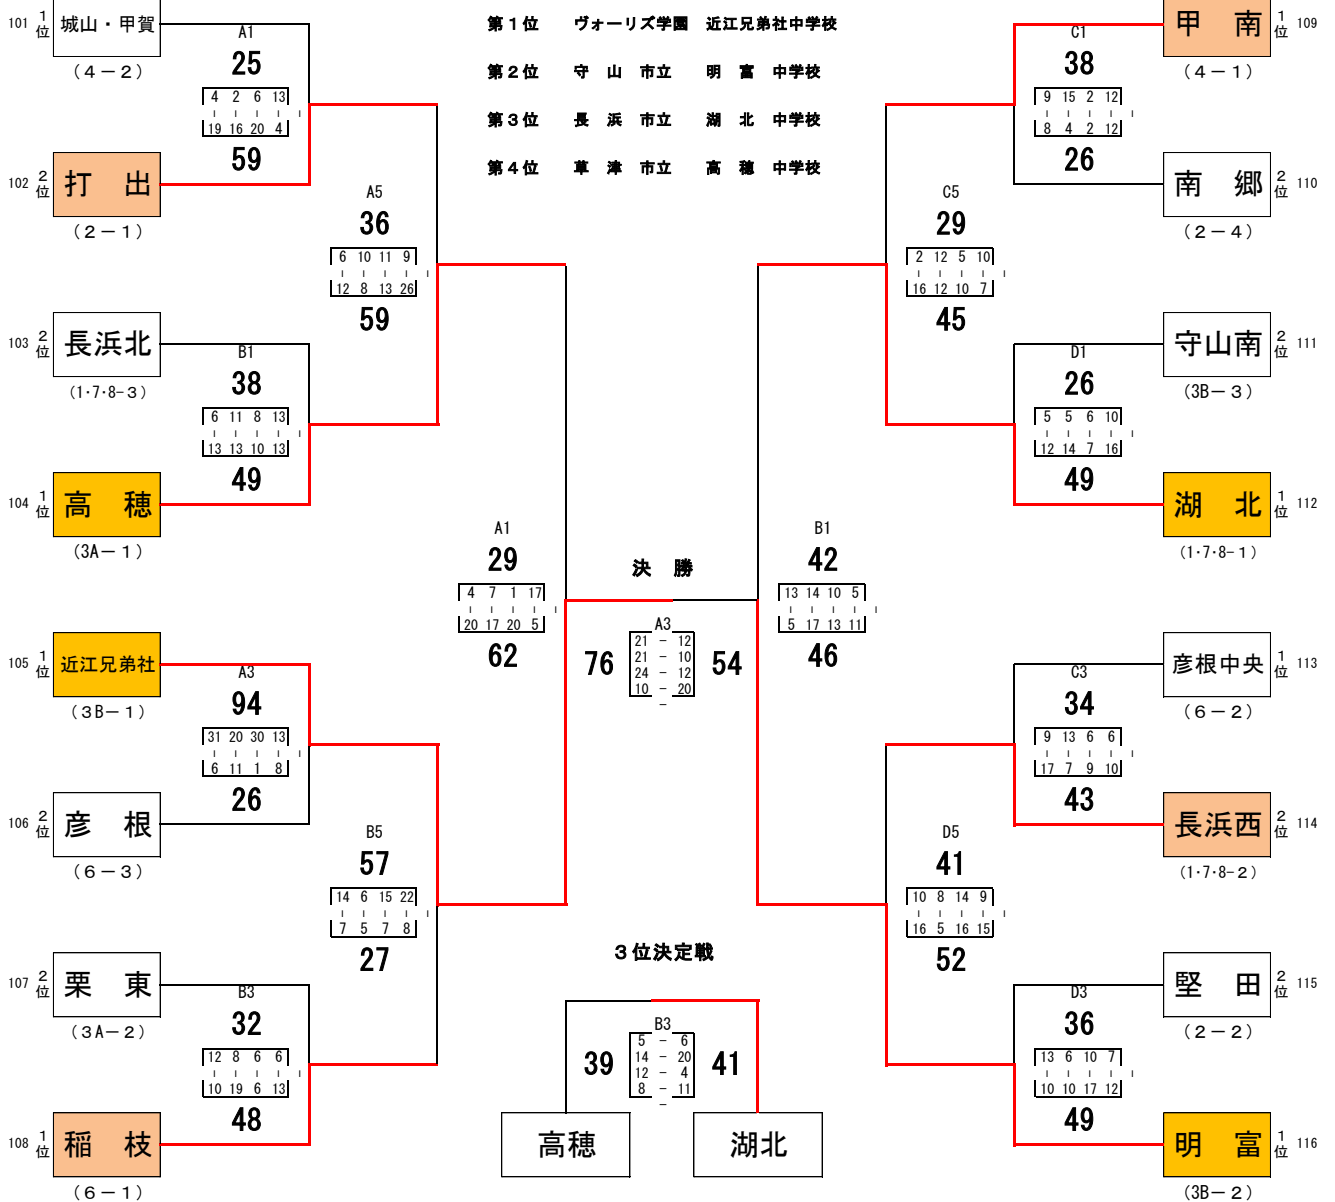 第１位　ヴォーリズ学園　近江兄弟社中学校
第２位　守山市立　明富　中学校
第３位　長浜市立　湖北　中学校
第４位　草津市立　高穂　中学校
101 1位 城山・甲賀
(４－２)
A1
25
4 2 6 13
19 16 20 4
59
102 2位 打出
(２－１)
A5
36
6 10 11 9
12 8 13 26
59
103 2位 長浜北
(1・7・8-３)
B1
38
6 11 8 13
13 13 10 13
49
104 1位 高穂
(3A－１)
A1
29
4 7 1 17
20 17 20 5
62
105 1位 近江兄弟社
(３B－１)
A3
94
31 20 30 13
6 11 1 8
26
106 2位 彦根
(６－３)
B5
57
14 6 15 22
7 5 7 8
27
107 2位 栗東
(３A－２)
B3
32
12 8 6 6
10 19 6 13
48
108 1位 稲枝
(６－１)
決勝
A3
76
21 - 12
21 - 10
24 - 12
10 - 20
-
54
３位決定戦
B3
39
5 - 6
14 - 20
12 - 4
8 - 11
-
41
高穂
湖北
甲南 1位 109
(４－１)
C1
38
9 15 2 12
8 4 2 12
26
南郷 2位 110
(２－４)
C5
29
2 12 5 10
16 12 10 7
45
守山南 2位 111
(3B－３)
D1
26
5 5 6 10
12 14 7 16
49
湖北 1位 112
(1・7・8-１)
B1
42
13 14 10 5
5 17 13 11
46
彦根中央 1位 113
(６－２)
C3
34
9 13 6 6
17 7 9 10
43
長浜西 2位 114
(1・7・8-２)
D5
41
10 8 14 9
16 5 16 15
52
堅田 2位 115
(２－２)
D3
36
13 6 10 7
10 10 17 12
49
明富 1位 116
(3B－２)